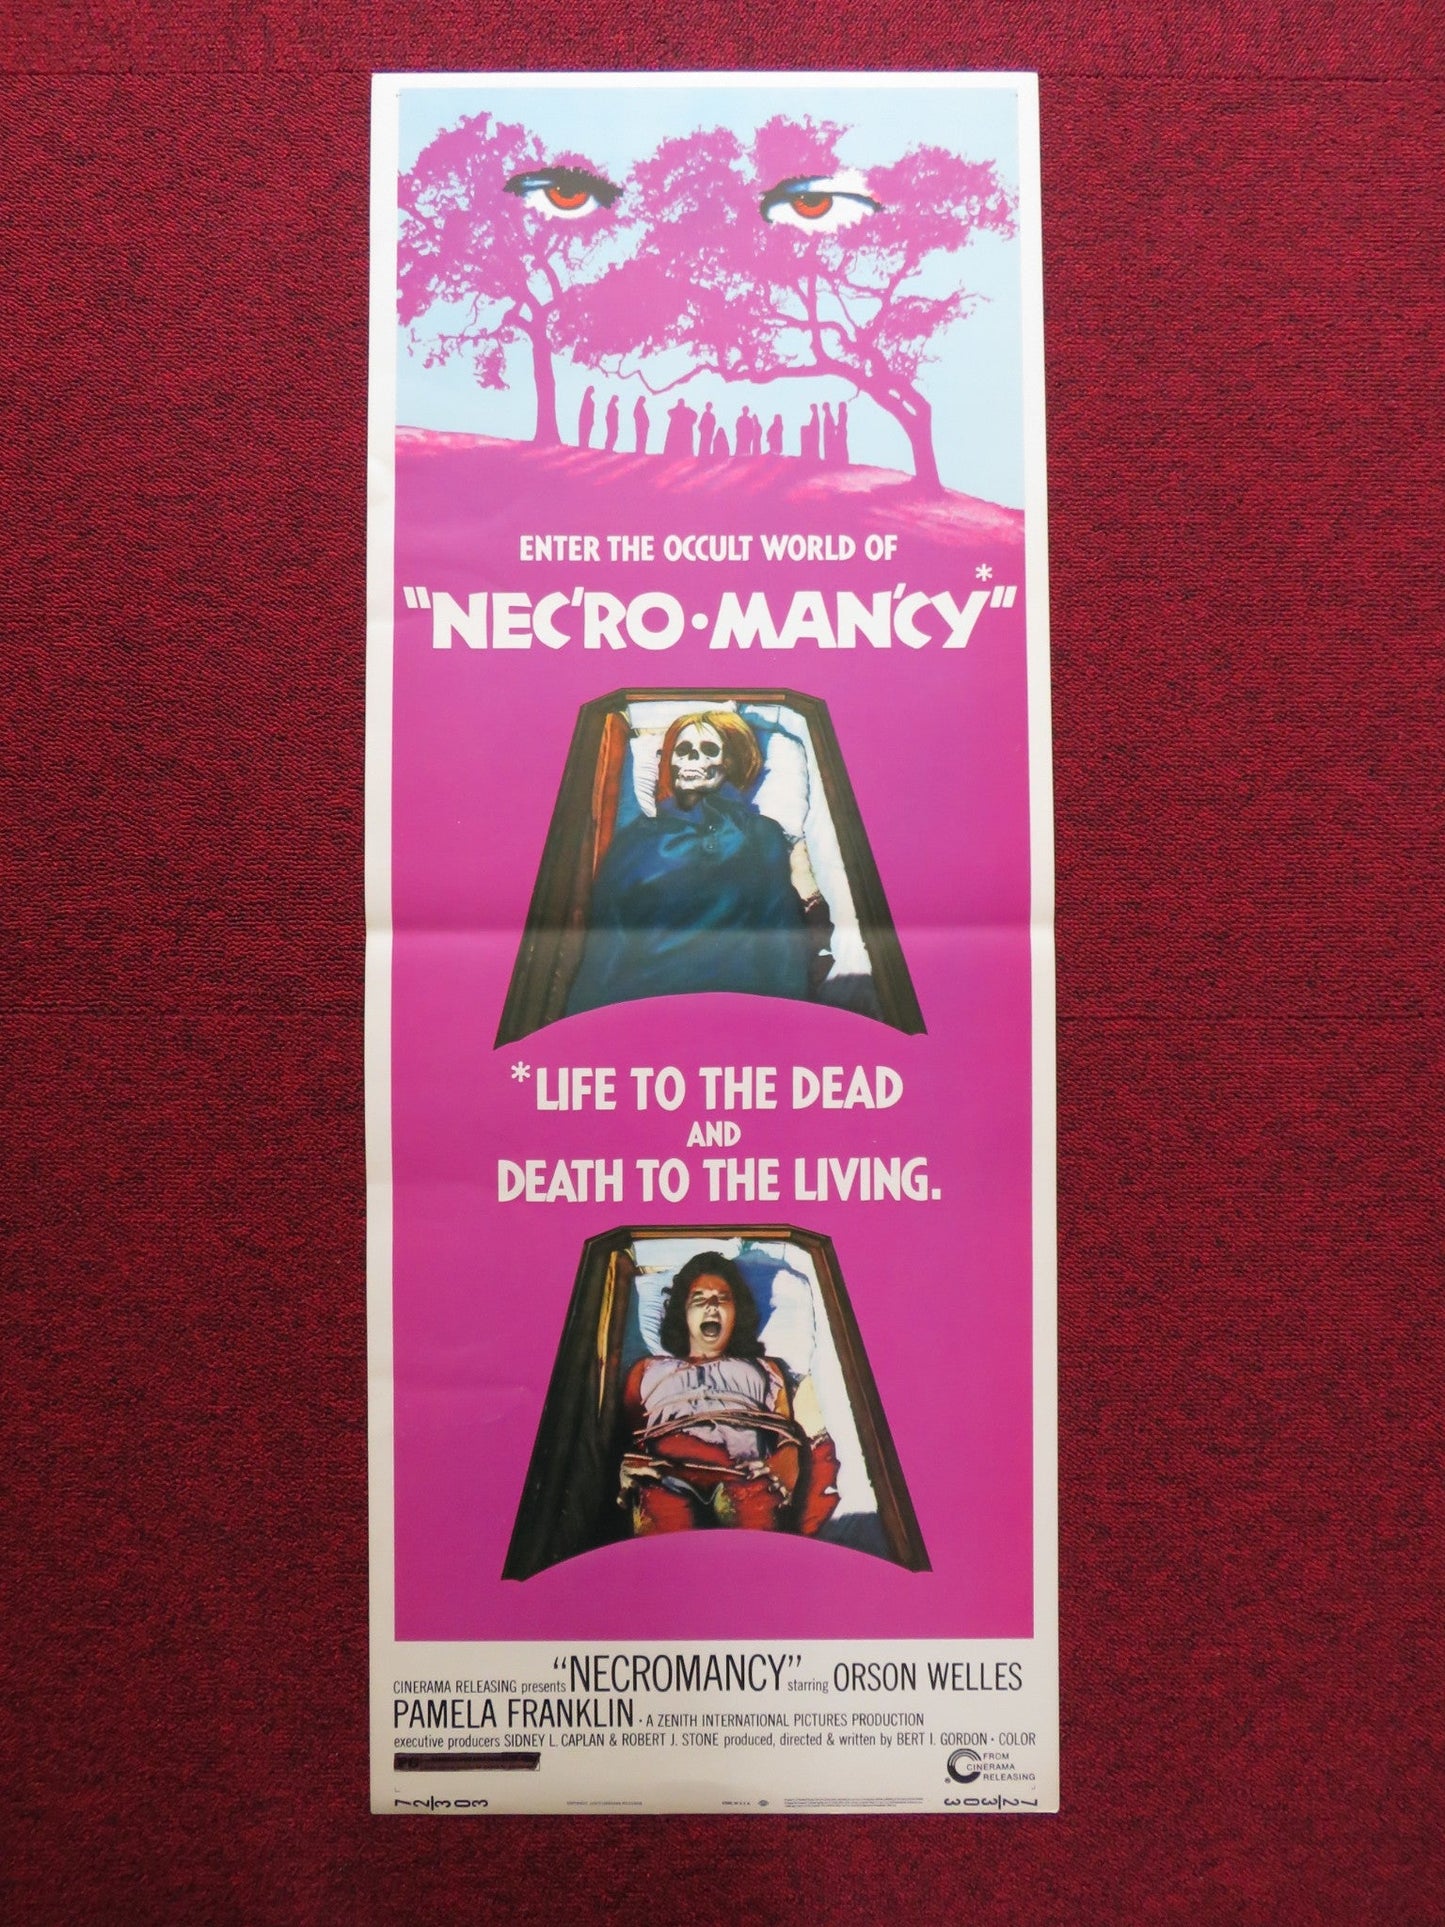 ENTER THE OCCULT WORLD OF
"NEC'RO·MAN'CY"*
*LIFE TO THE DEAD
AND
DEATH TO THE LIVING.
CINERAMA RELEASING presents "NECROMANCY" starring ORSON WELLES
PAMELA FRANKLIN · A ZENITH INTERNATIONAL PICTURES PRODUCTION
executive producers SIDNEY L. CAPLAN & ROBERT J. STONE produced, directed & written by BERT I. GORDON · COLOR
PG
® FROM
CINERAMA
RELEASING
72/303
72/303